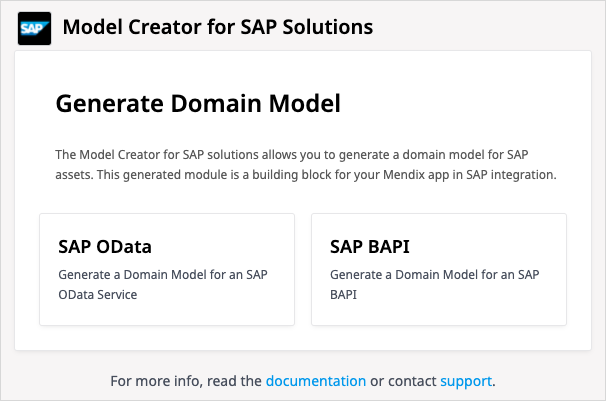 SAP
Model Creator for SAP Solutions
Generate Domain Model
The Model Creator for SAP solutions allows you to generate a domain model for SAP
assets. This generated module is a building block for your Mendix app in SAP integration.
SAP OData
Generate a Domain Model for an SAP
OData Service
SAP BAPI
Generate a Domain Model for an SAP
BAPI
For more info, read the documentation or contact support.